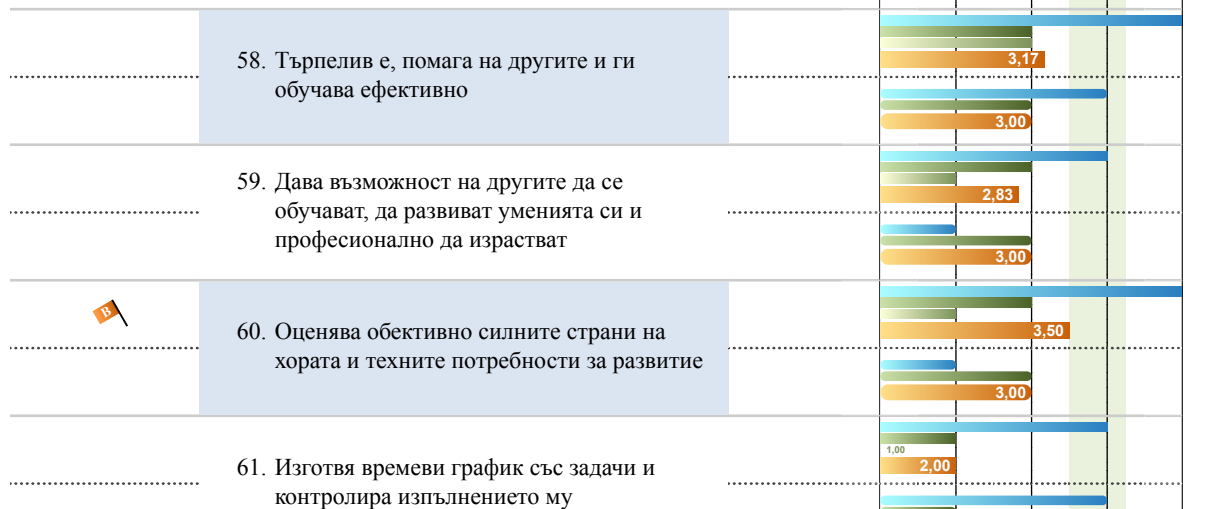 58. Търпелив е, помага на другите и ги
обучава ефективно
3,17
3,00
59. Дава възможност на другите да се
обучават, да развиват уменията си и
професионално да израстват
2,83
3,00
B
60. Оценява обективно силните страни на
хората и техните потребности за развитие
3,50
3,00
61. Изготвя времеви график със задачи и
контролира изпълнението му
1,00
2,00